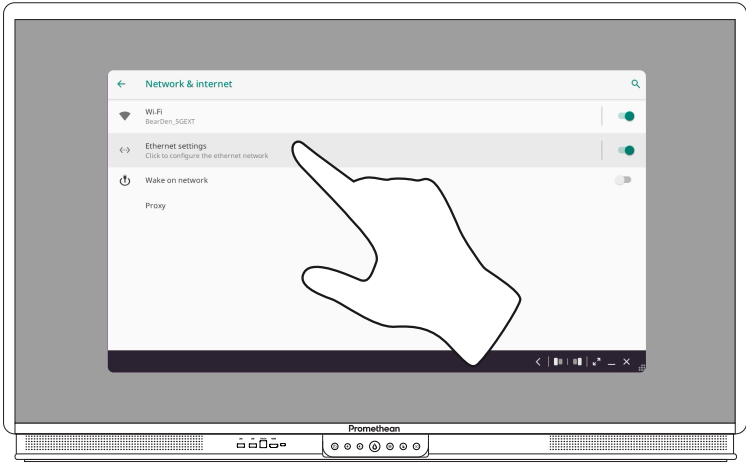 Network & internet
Wi-Fi
BearDen_5GEXT
Ethernet settings
Click to configure the ethernet network
Wake on network
Proxy
Promethean